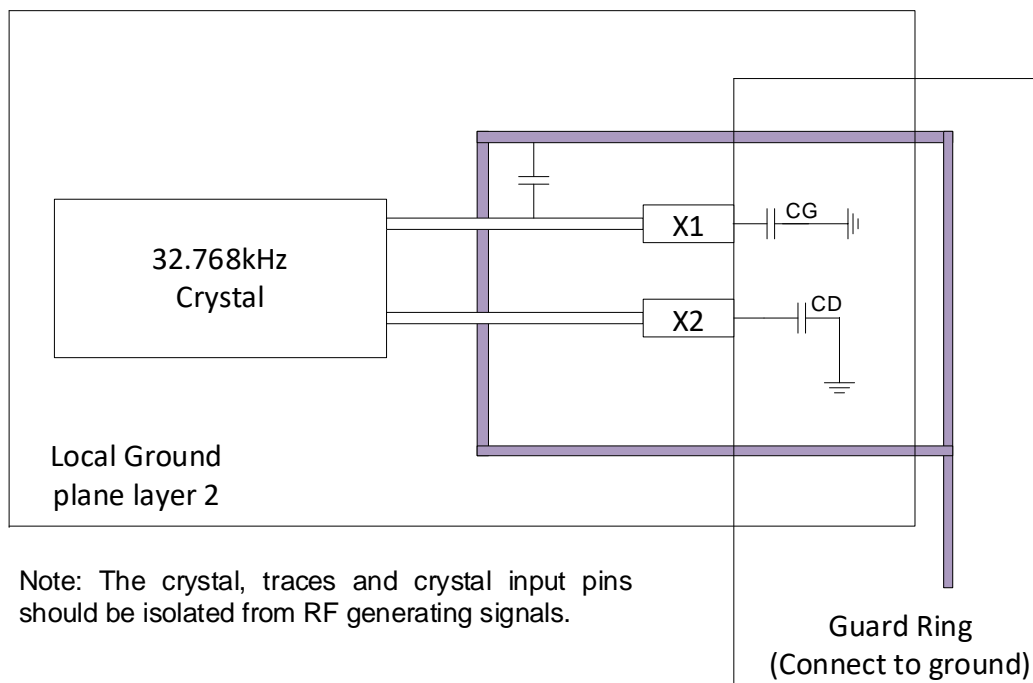 32.768kHz
Crystal
X1
CG
X2
CD
Local Ground
plane layer 2
Note: The crystal, traces and crystal input pins
should be isolated from RF generating signals.
Guard Ring
(Connect to ground)